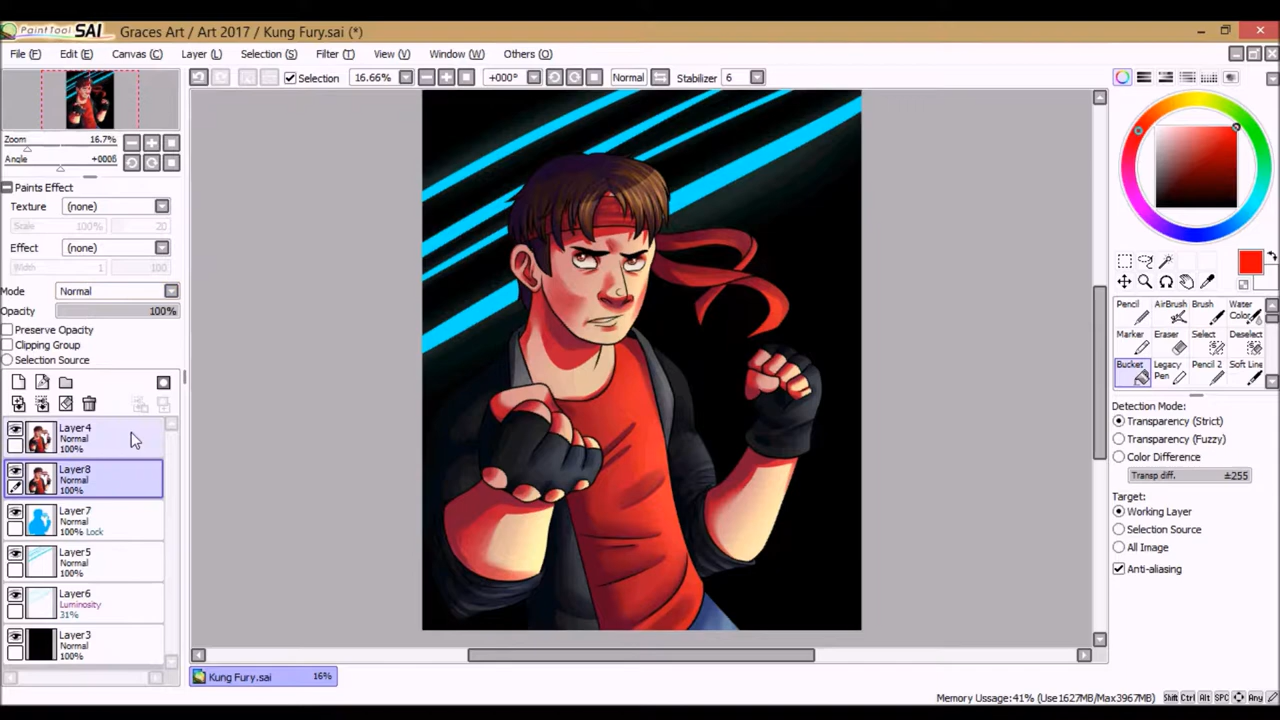 PaintTool SAI Graces Art / Art 2017 / Kung Fury.sai (*)
File (F) Edit (E) Canvas (C) Layer (L) Selection (S) Filter (T) View (V) Window (W) Others (O)
Selection 16.66% +000° Normal Stabilizer 6
Zoom 16.7%
Angle +000δ
Paints Effect
Texture (none)
Scale 100% 20
Effect (none)
Width 1 100
Mode Normal
Opacity 100%
Preserve Opacity
Clipping Group
Selection Source
Layer4
Normal
100%
Layer8
Normal
100%
Layer7
Normal
100% Lock
Layer5
Normal
100%
Layer6
Luminosity
31%
Layer3
Normal
100%
Kung Fury.sai 16%
Pencil AirBrush Brush Water Color
Marker Eraser Select Deselect
Bucket Legacy Pen Pencil 2 Soft Line
Detection Mode:
Transparency (Strict)
Transparency (Fuzzy)
Color Difference
Transp diff. ±255
Target:
Working Layer
Selection Source
All Image
Anti-aliasing
Memory Ussage:41% (Use1627MB/Max3967MB) Shift Ctrl Alt SPC Any